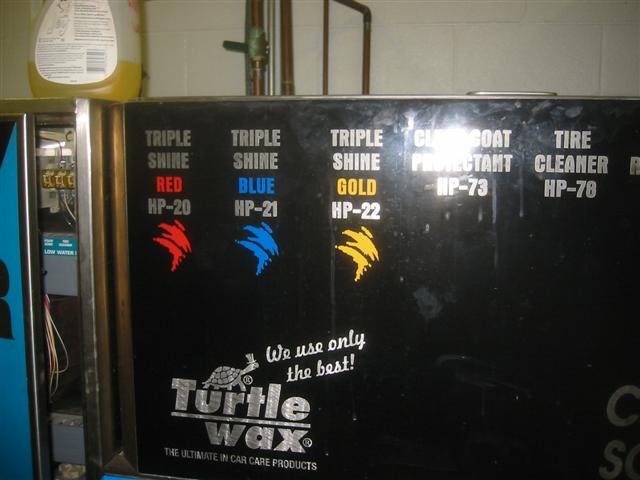 TRIPLE SHINE RED HP-20
TRIPLE SHINE BLUE HP-21
TRIPLE SHINE GOLD HP-22
CLEAR COAT PROTECTANT HP-73
TIRE CLEANER HP-78
LOW WATER
We use only
the best!
Turtle
wax®
THE ULTIMATE IN CAR CARE PRODUCTS